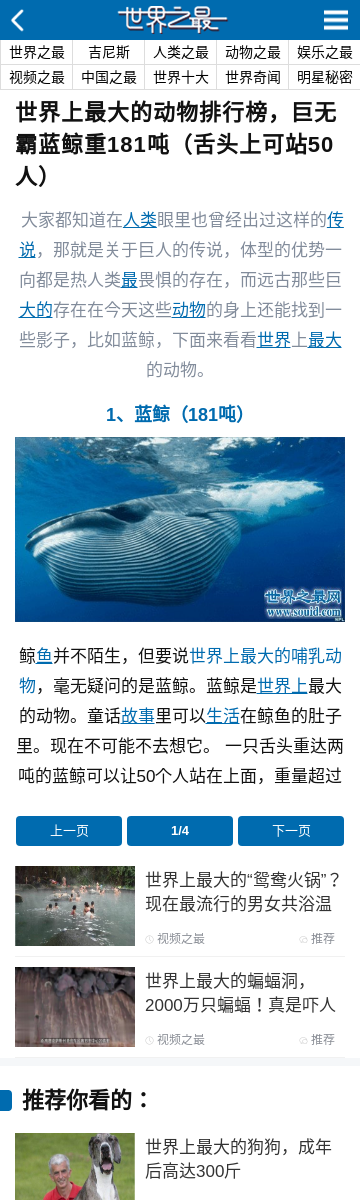 世界之最
世界之最 吉尼斯 人类之最 动物之最 娱乐之最
视频之最 中国之最 世界十大 世界奇闻 明星秘密
世界上最大的动物排行榜，巨无
霸蓝鲸重181吨（舌头上可站50
人）
大家都知道在人类眼里也曾经出过这样的传
说，那就是关于巨人的传说，体型的优势一
向都是热人类最畏惧的存在，而远古那些巨
大的存在在今天这些动物的身上还能找到一
些影子，比如蓝鲸，下面来看看世界上最大
的动物。
1、蓝鲸（181吨）
世界之最网
www.souid.com
鲸鱼并不陌生，但要说世界上最大的哺乳动
物，毫无疑问的是蓝鲸。蓝鲸是世界上最大
的动物。童话故事里可以生活在鲸鱼的肚子
里。现在不可能不去想它。 一只舌头重达两
吨的蓝鲸可以让50个人站在上面，重量超过
上一页 1/4 下一页
世界上最大的“鸳鸯火锅”？
现在最流行的男女共浴温
视频之最 推荐
世界上最大的蝙蝠洞，
2000万只蝙蝠！真是吓人
视频之最 推荐
推荐你看的：
世界上最大的狗狗，成年
后高达300斤